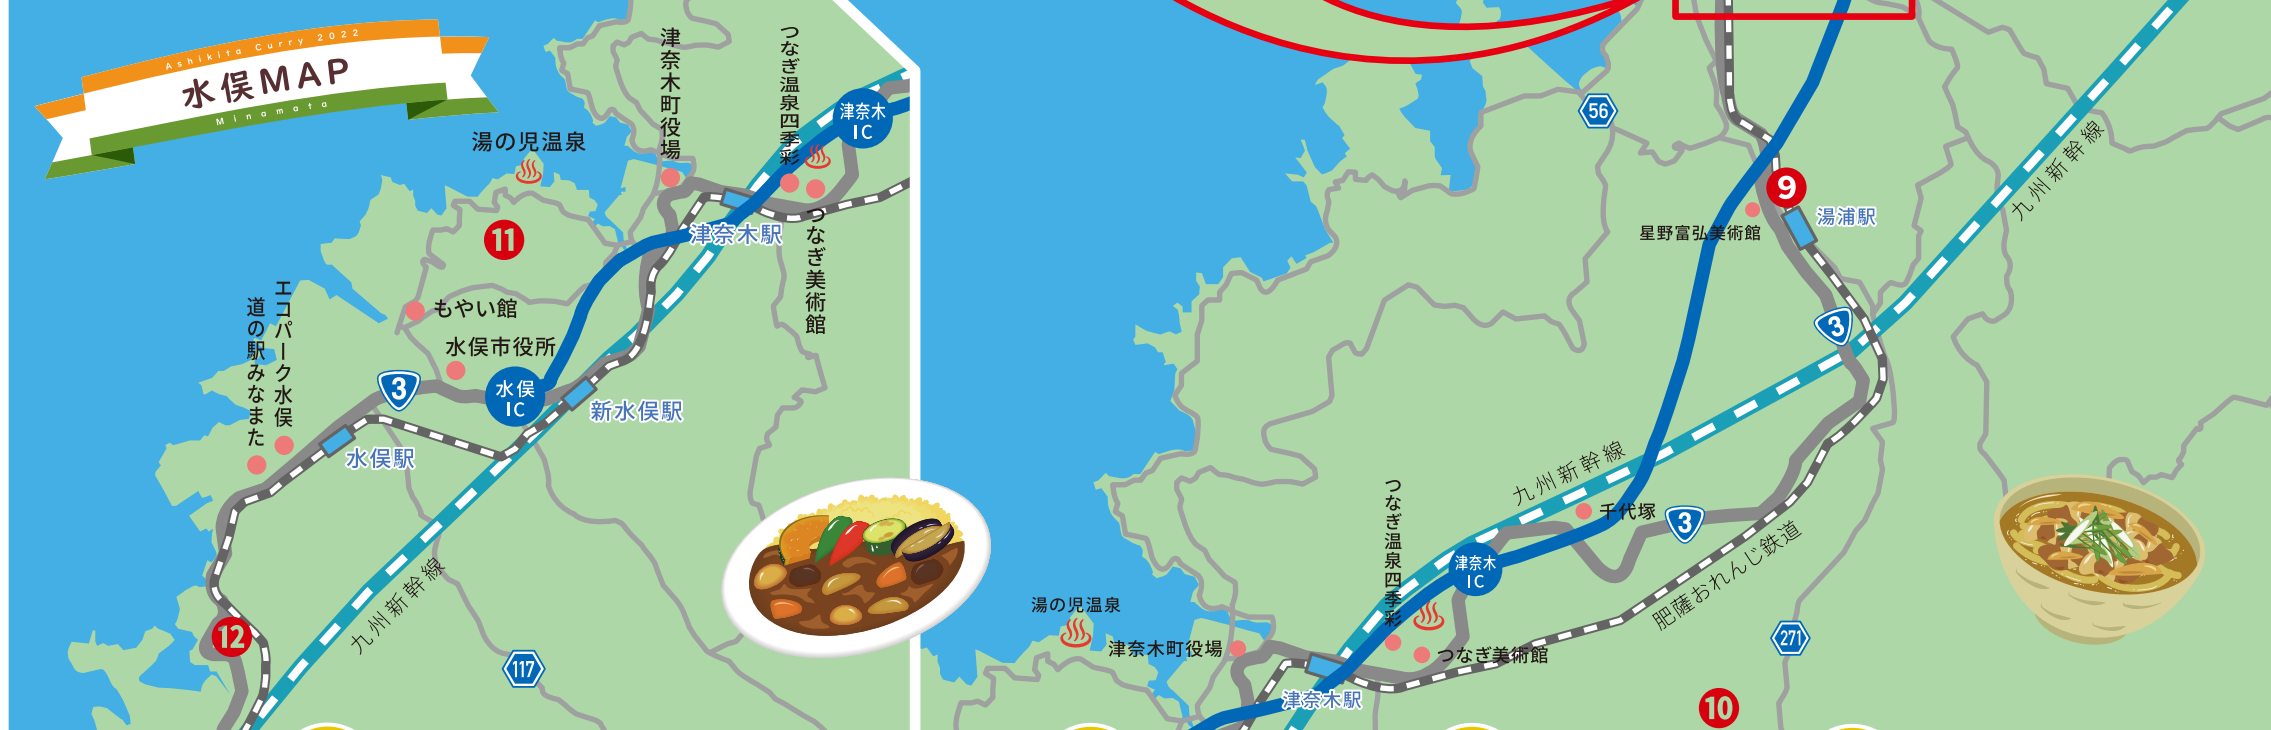 Ashikita Curry 2022
水俣MAP
Minamata
津奈木町役場
つなぎ温泉四季彩
津奈木
IC
湯の児温泉
11
津奈木駅
つなぎ美術館
もやい館
エコパーク水俣
道の駅みなまた
水俣市役所
3
水俣
IC
新水俣駅
水俣駅
九州新幹線
12
117
56
9
湯浦駅
星野富弘美術館
九州新幹線
3
九州新幹線
千代塚
3
つなぎ温泉四季彩
津奈木
IC
肥薩おれんじ鉄道
湯の児温泉
津奈木町役場
つなぎ美術館
271
津奈木駅
10